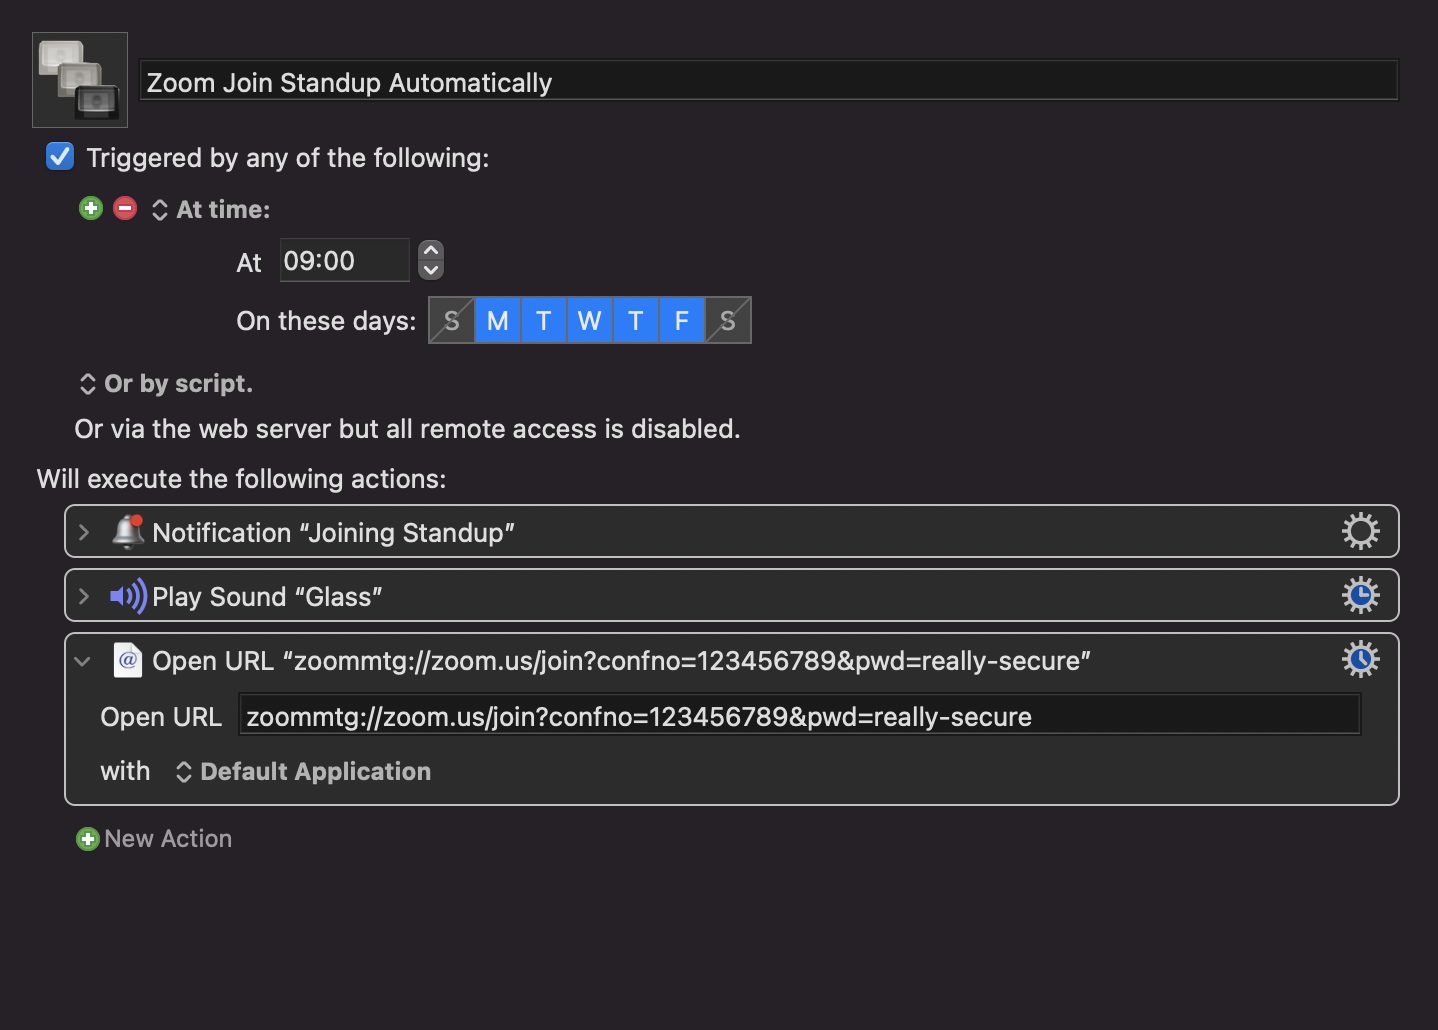 Zoom Join Standup Automatically
Triggered by any of the following:
At time:
At 09:00
On these days: S M T W T F S
Or by script.
Or via the web server but all remote access is disabled.
Will execute the following actions:
Notification “Joining Standup”
Play Sound “Glass”
@ Open URL “zoommtg://zoom.us/join?confno=123456789&pwd=really-secure”
Open URL zoommtg://zoom.us/join?confno=123456789&pwd=really-secure
with Default Application
New Action